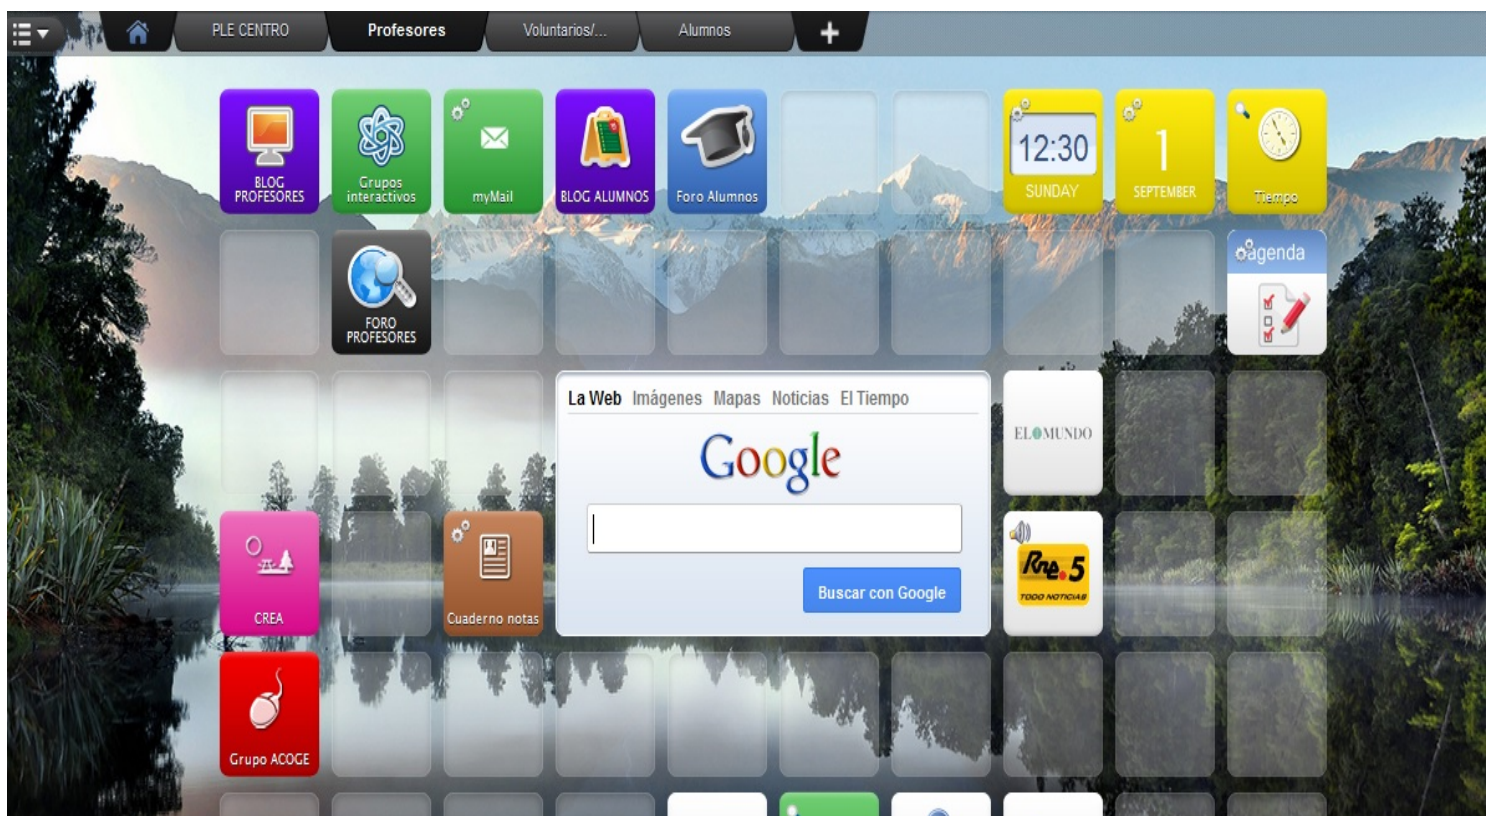 PLE CENTRO
Profesores
Voluntarios/...
Alumnos
BLOG
PROFESORES
Grupos
interactivos
myMail
BLOG ALUMNOS
Foro Alumnos
12:30
SUNDAY
1
SEPTEMBER
Tiempo
FORO
PROFESORES
agenda
La Web Imágenes Mapas Noticias El Tiempo
Google
EL MUNDO
CREA
Cuaderno notas
Buscar con Google
Rne.5
TODO NOTICIAS
Grupo ACOGE